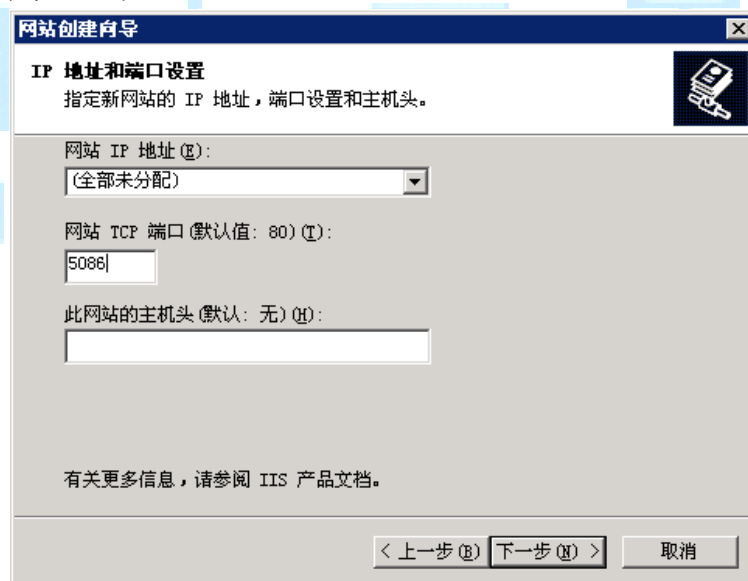 网站创建向导
IP 地址和端口设置
指定新网站的 IP 地址，端口设置和主机头。
网站 IP 地址(E):
(全部未分配)
网站 TCP 端口(默认值: 80)(T):
5086
此网站的主机头(默认: 无)(H):
有关更多信息，请参阅 IIS 产品文档。
< 上一步(B) 下一步(N) > 取消